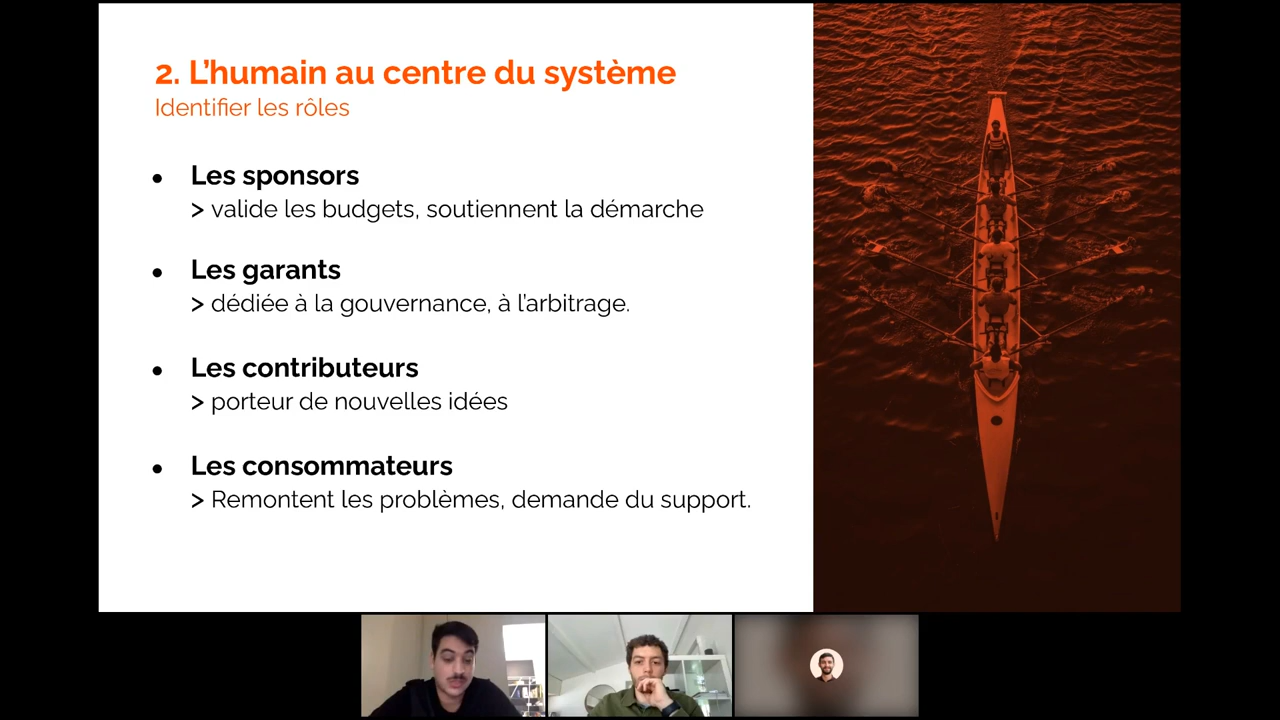 2. L'humain au centre du système
Identifier les rôles
● Les sponsors
> valide les budgets, soutiennent la démarche
● Les garants
> dédiée à la gouvernance, à l'arbitrage.
● Les contributeurs
> porteur de nouvelles idées
● Les consommateurs
> Remontent les problèmes, demande du support.